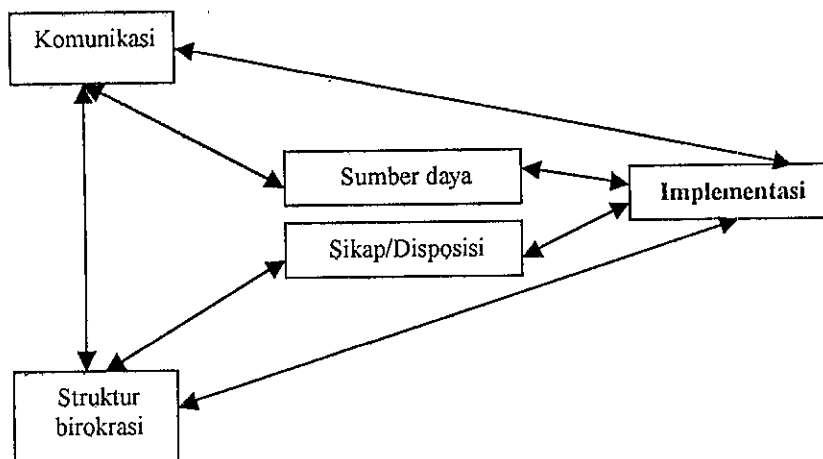 Komunikasi
Sumber daya
Implementasi
Sikap/Disposisi
Struktur
birokrasi